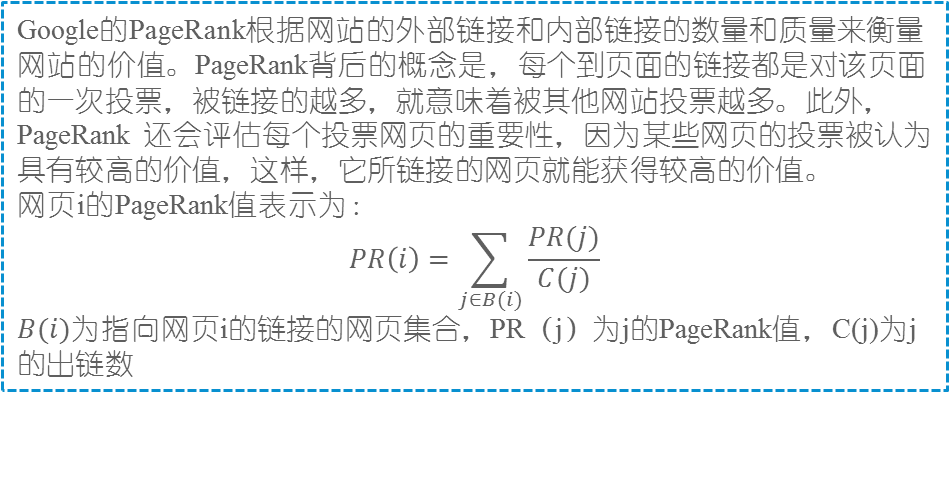 Google的PageRank根据网站的外部链接和内部链接的数量和质量来衡量
网站的价值。PageRank背后的概念是，每个到页面的链接都是对该页面
的一次投票，被链接的越多，就意味着被其他网站投票越多。此外，
PageRank 还会评估每个投票网页的重要性，因为某些网页的投票被认为
具有较高的价值，这样，它所链接的网页就能获得较高的价值。
网页i的PageRank值表示为：
PR(i) = ∑_{j∈B(i)} PR(j)/C(j)
B(i)为指向网页i的链接的网页集合，PR（j）为j的PageRank值，C(j)为j
的出链数